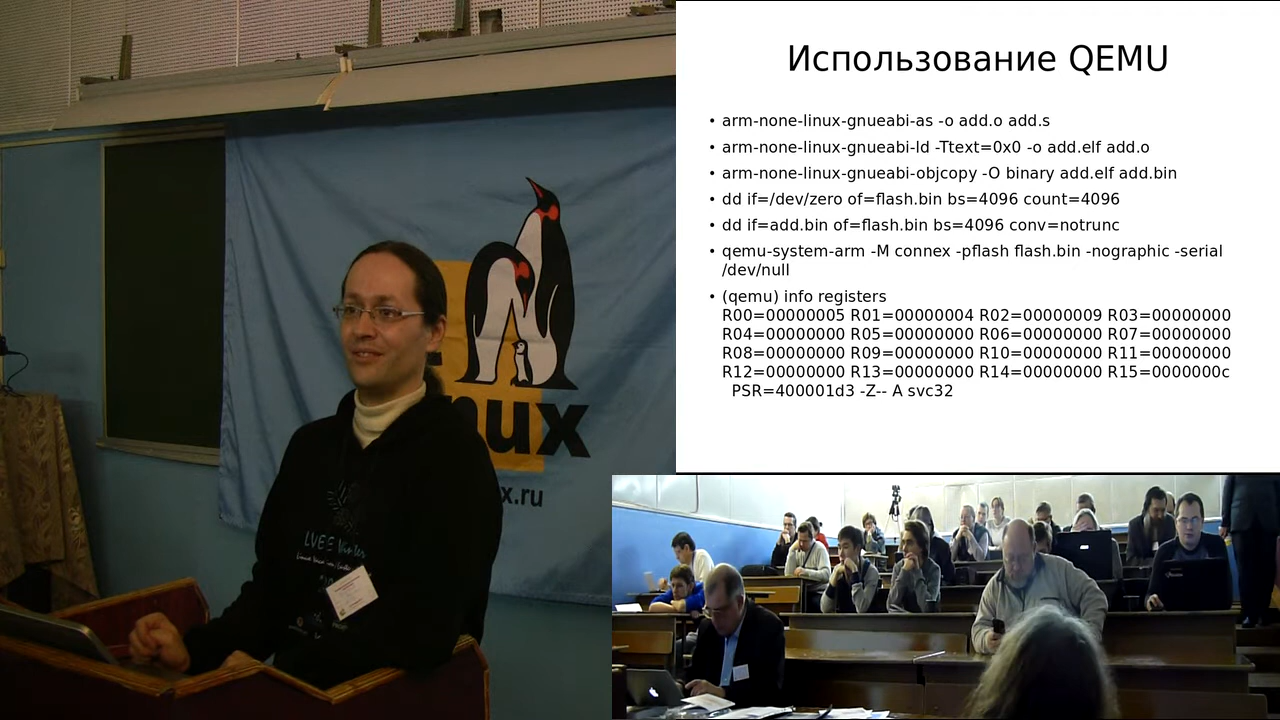 Использование QEMU
• arm-none-linux-gnueabi-as -o add.o add.s
• arm-none-linux-gnueabi-ld -Ttext=0x0 -o add.elf add.o
• arm-none-linux-gnueabi-objcopy -O binary add.elf add.bin
• dd if=/dev/zero of=flash.bin bs=4096 count=4096
• dd if=add.bin of=flash.bin bs=4096 conv=notrunc
• qemu-system-arm -M connex -pflash flash.bin -nographic -serial
/dev/null
• (qemu) info registers
R00=00000005 R01=00000004 R02=00000009 R03=00000000
R04=00000000 R05=00000000 R06=00000000 R07=00000000
R08=00000000 R09=00000000 R10=00000000 R11=00000000
R12=00000000 R13=00000000 R14=00000000 R15=0000000c
PSR=400001d3 -Z-- A svc32
nux
x.ru
LVEE Winter